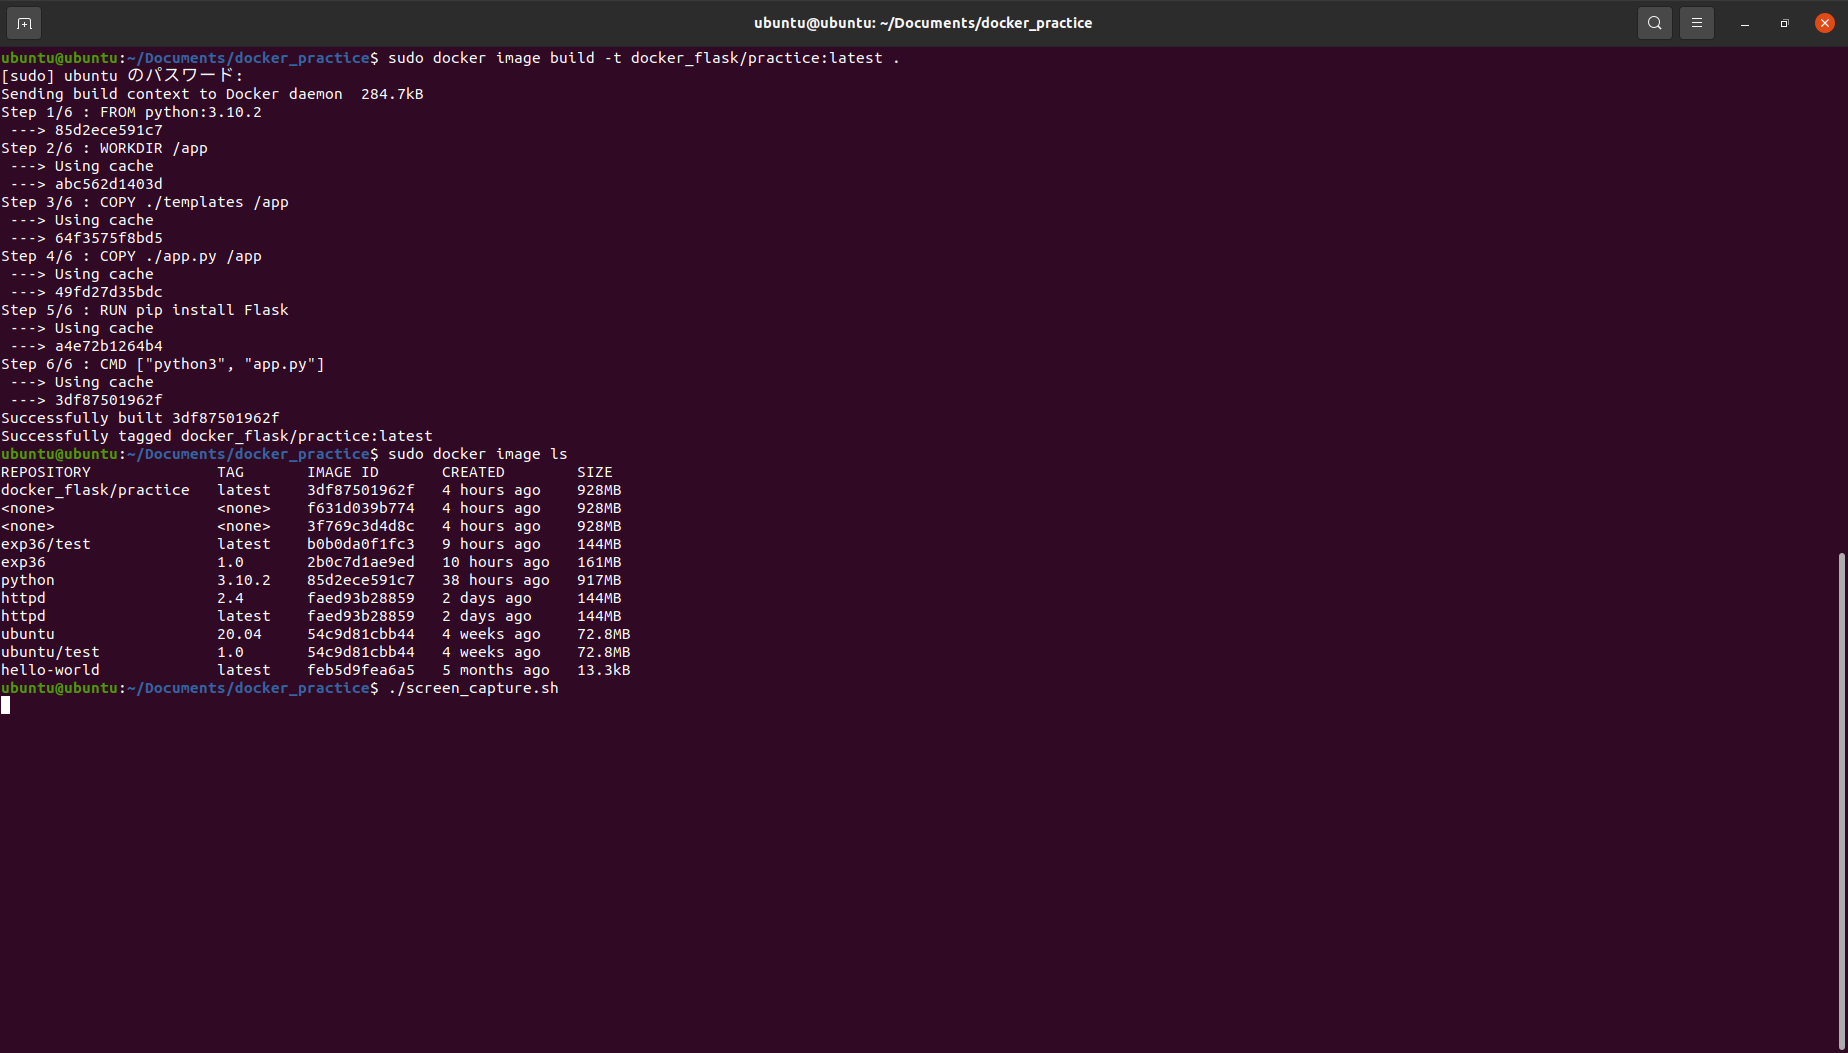 ubuntu@ubuntu: ~/Documents/docker_practice
ubuntu@ubuntu:~/Documents/docker_practice$ sudo docker image build -t docker_flask/practice:latest .
[sudo] ubuntu のパスワード:
Sending build context to Docker daemon  284.7kB
Step 1/6 : FROM python:3.10.2
 ---> 85d2ece591c7
Step 2/6 : WORKDIR /app
 ---> Using cache
 ---> abc562d1403d
Step 3/6 : COPY ./templates /app
 ---> Using cache
 ---> 64f3575f8bd5
Step 4/6 : COPY ./app.py /app
 ---> Using cache
 ---> 49fd27d35bdc
Step 5/6 : RUN pip install Flask
 ---> Using cache
 ---> a4e72b1264b4
Step 6/6 : CMD ["python3", "app.py"]
 ---> Using cache
 ---> 3df87501962f
Successfully built 3df87501962f
Successfully tagged docker_flask/practice:latest
ubuntu@ubuntu:~/Documents/docker_practice$ sudo docker image ls
REPOSITORY              TAG       IMAGE ID       CREATED        SIZE
docker_flask/practice   latest    3df87501962f   4 hours ago    928MB
<none>                  <none>    f631d039b774   4 hours ago    928MB
<none>                  <none>    3f769c3d4d8c   4 hours ago    928MB
exp36/test              latest    b0b0da0f1fc3   9 hours ago    144MB
exp36                   1.0       2b0c7d1ae9ed   10 hours ago   161MB
python                  3.10.2    85d2ece591c7   38 hours ago   917MB
httpd                   2.4       faed93b28859   2 days ago     144MB
httpd                   latest    faed93b28859   2 days ago     144MB
ubuntu                  20.04     54c9d81cbb44   4 weeks ago    72.8MB
ubuntu/test             1.0       54c9d81cbb44   4 weeks ago    72.8MB
hello-world             latest    feb5d9fea6a5   5 months ago   13.3kB
ubuntu@ubuntu:~/Documents/docker_practice$ ./screen_capture.sh